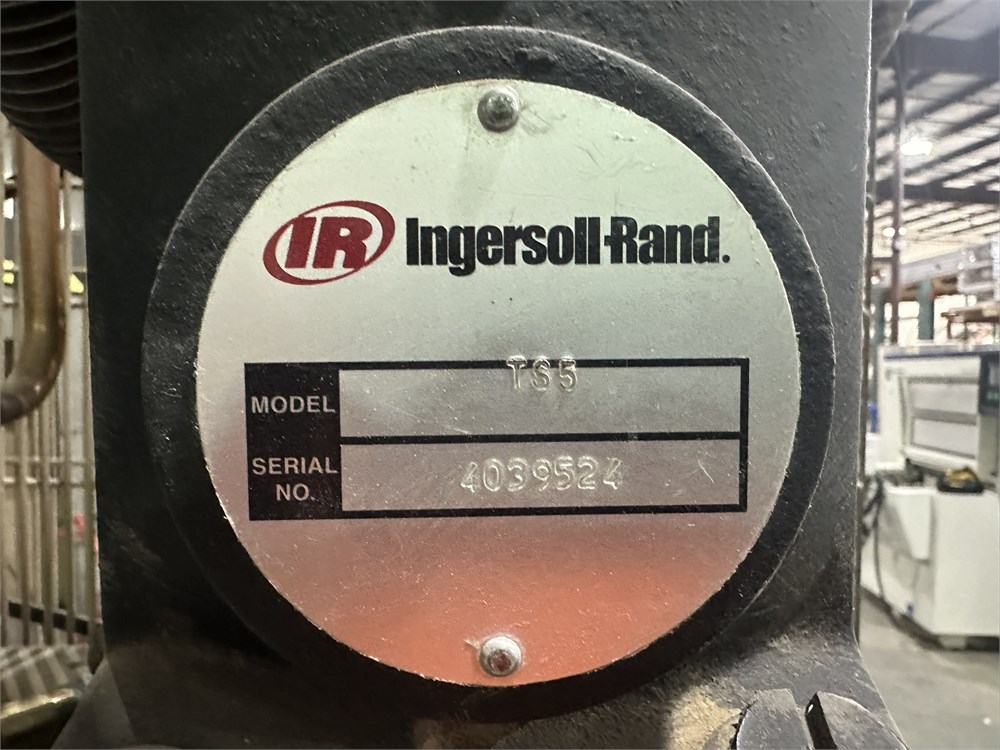 IR Ingersoll-Rand.
MODEL TS5
SERIAL NO. 4039524